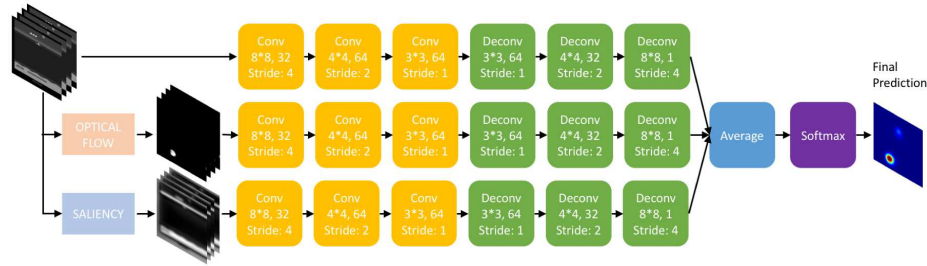 Conv
8*8, 32
Stride: 4
Conv
4*4, 64
Stride: 2
Conv
3*3, 64
Stride: 1
Deconv
3*3, 64
Stride: 1
Deconv
4*4, 32
Stride: 2
Deconv
8*8, 1
Stride: 4
OPTICAL
FLOW
Conv
8*8, 32
Stride: 4
Conv
4*4, 64
Stride: 2
Conv
3*3, 64
Stride: 1
Deconv
3*3, 64
Stride: 1
Deconv
4*4, 32
Stride: 2
Deconv
8*8, 1
Stride: 4
SALIENCY
Conv
8*8, 32
Stride: 4
Conv
4*4, 64
Stride: 2
Conv
3*3, 64
Stride: 1
Deconv
3*3, 64
Stride: 1
Deconv
4*4, 32
Stride: 2
Deconv
8*8, 1
Stride: 4
Average
Softmax
Final
Prediction